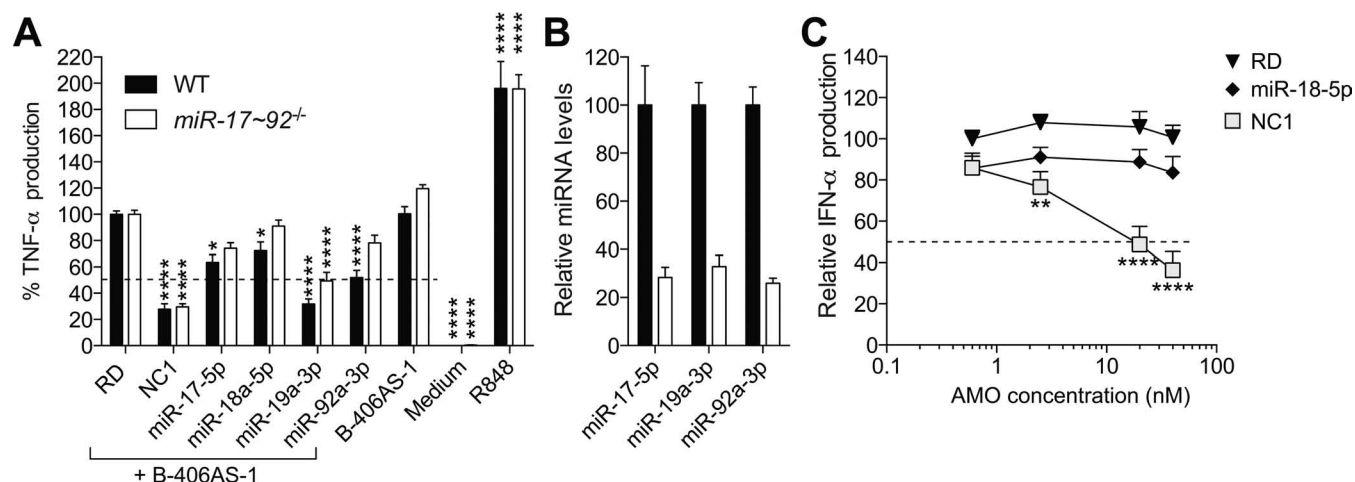 A
% TNF-α production
220
200
180
160
140
120
100
80
60
40
20
0
WT
miR-17~92-/-
****
****
****
****
*
*
****
****
****
****
****
RD
NC1
miR-17-5p
miR-18a-5p
miR-19a-3p
miR-92a-3p
B-406AS-1
Medium
R848
+ B-406AS-1
B
Relative miRNA levels
120
100
80
60
40
20
0
miR-17-5p
miR-19a-3p
miR-92a-3p
C
Relative IFN-α production
140
120
100
80
60
40
20
0
RD
miR-18-5p
NC1
**
****
****
0.1
1
10
100
AMO concentration (nM)